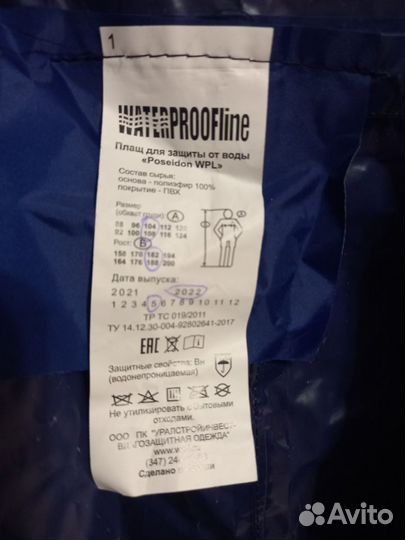 1
WATERPROOFline
Плащ для защиты от воды
«Poseidon WPL»
Состав сырья:
основа - полиэфир 100%
покрытие - ПВХ
Размер
(обхват груди): А
88 96 104 112 120
92 100 108 116 124
Рост: Б
158 170 182 194
164 176 188 200
Дата выпуска:
2021 2022
1 2 3 4 5 6 7 8 9 10 11 12
ТР ТС 019/2011
ТУ 14.12.30-004-92802641-2017
EAC
Защитные свойства: Вн
(водонепроницаемая)
Не утилизировать с бытовыми
отходами.
ООО ПК "УРАЛСТРОЙИНВЕСТ-
ВЛАГОЗАЩИТНАЯ ОДЕЖДА"
(347)
Сделано в
Avito